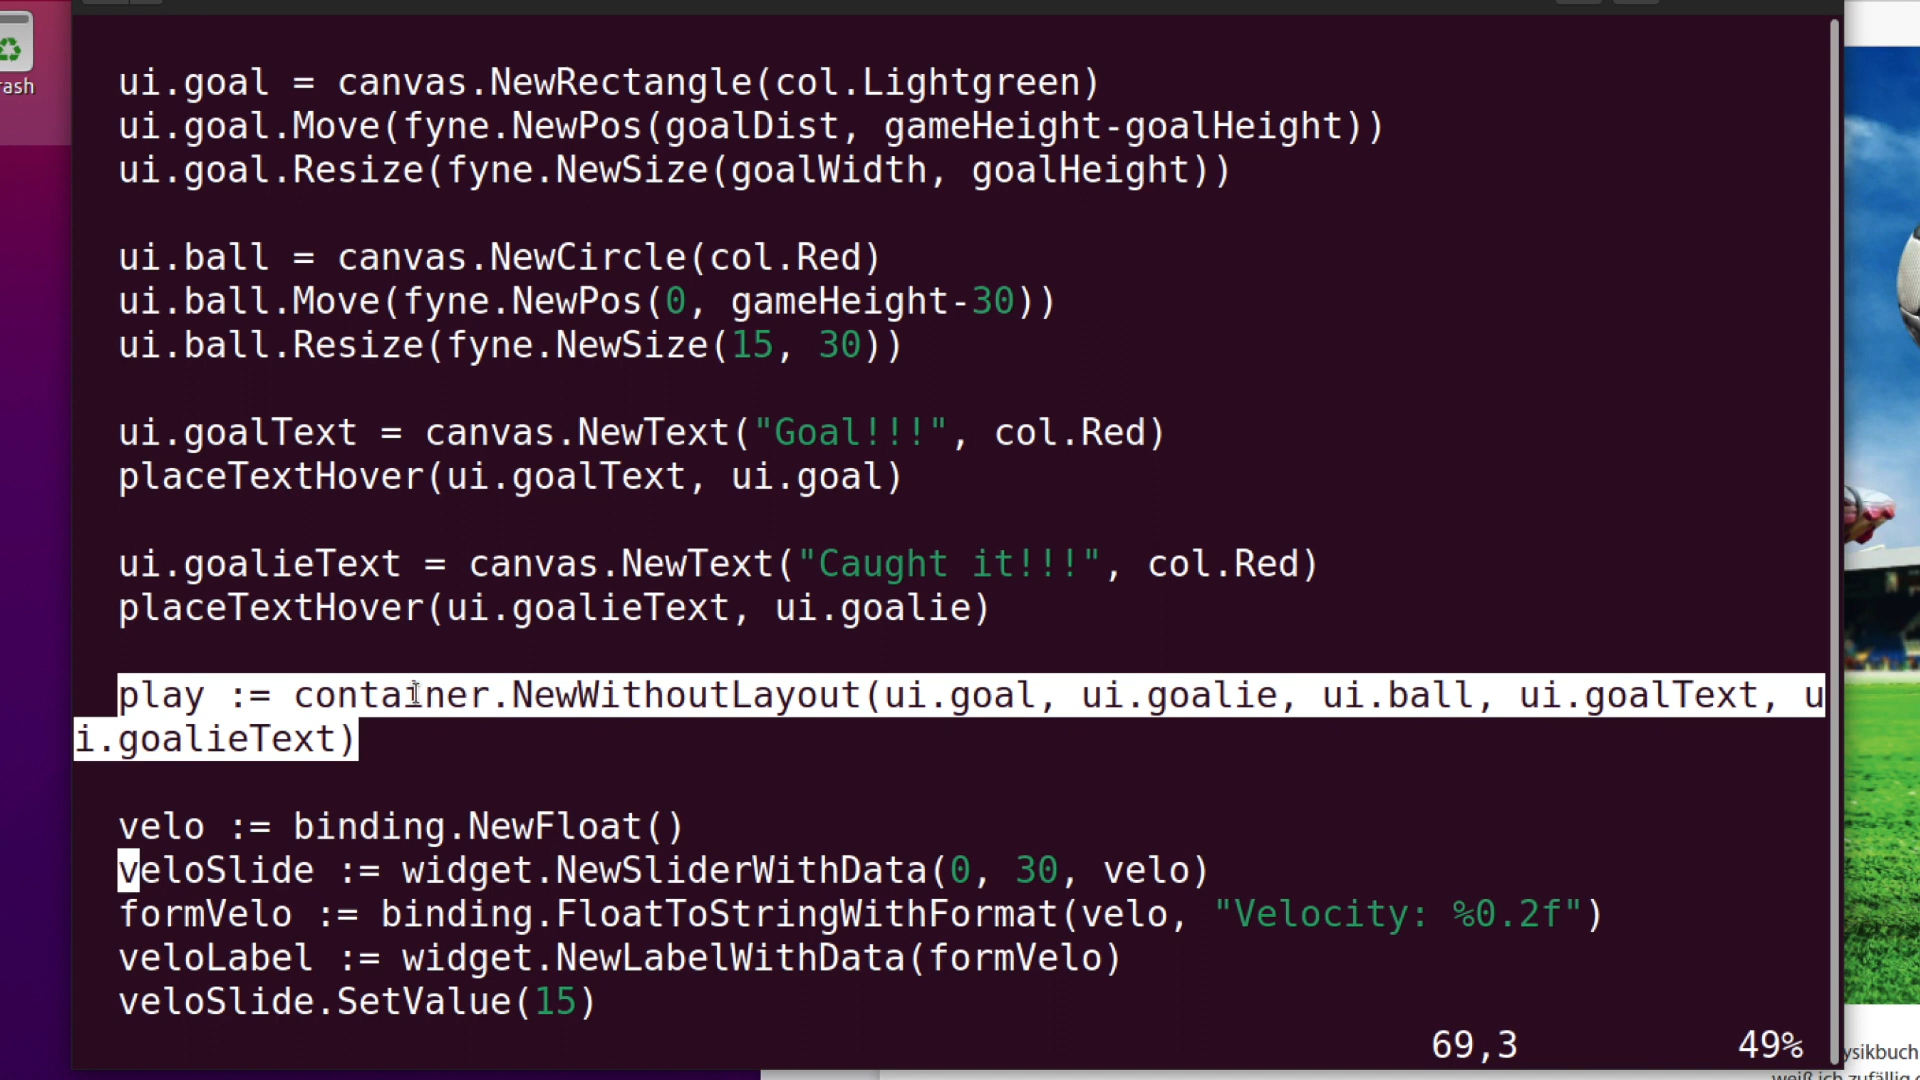 rash
ui.goal = canvas.NewRectangle(col.Lightgreen)
ui.goal.Move(fyne.NewPos(goalDist, gameHeight-goalHeight))
ui.goal.Resize(fyne.NewSize(goalWidth, goalHeight))
ui.ball = canvas.NewCircle(col.Red)
ui.ball.Move(fyne.NewPos(0, gameHeight-30))
ui.ball.Resize(fyne.NewSize(15, 30))
ui.goalText = canvas.NewText("Goal!!!", col.Red)
placeTextHover(ui.goalText, ui.goal)
ui.goalieText = canvas.NewText("Caught it!!!", col.Red)
placeTextHover(ui.goalieText, ui.goalie)
play := container.NewWithoutLayout(ui.goal, ui.goalie, ui.ball, ui.goalText, u
i.goalieText)
velo := binding.NewFloat()
veloSlide := widget.NewSliderWithData(0, 30, velo)
formVelo := binding.FloatToStringWithFormat(velo, "Velocity: %0.2f")
veloLabel := widget.NewLabelWithData(formVelo)
veloSlide.SetValue(15)
69,3 49%
ysikbuch
weiß ich zufällig